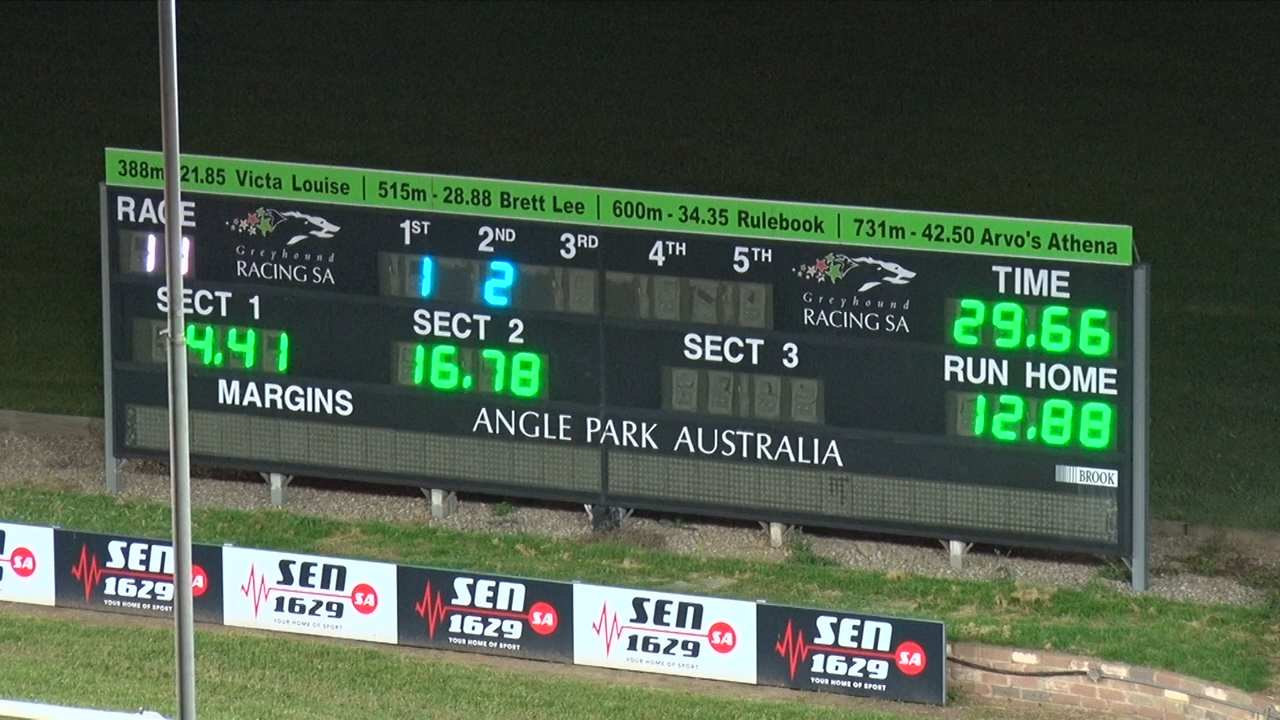 388m - 21.85 Victa Louise | 515m - 28.88 Brett Lee | 600m - 34.35 Rulebook | 731m - 42.50 Arvo's Athena
RACE
11
Greyhound
RACING SA
1ST 2ND 3RD 4TH 5TH
1 2
Greyhound
RACING SA
TIME
29.66
SECT 1
4.41
SECT 2
16.78
SECT 3
RUN HOME
12.88
MARGINS
ANGLE PARK AUSTRALIA
BROOK
SA
SEN
1629 SA
YOUR HOME OF SPORT
SEN
1629 SA
YOUR HOME OF SPORT
SEN
1629 SA
YOUR HOME OF SPORT
SEN
1629 SA
YOUR HOME OF SPORT
SEN
1629 SA
YOUR HOME OF SPORT